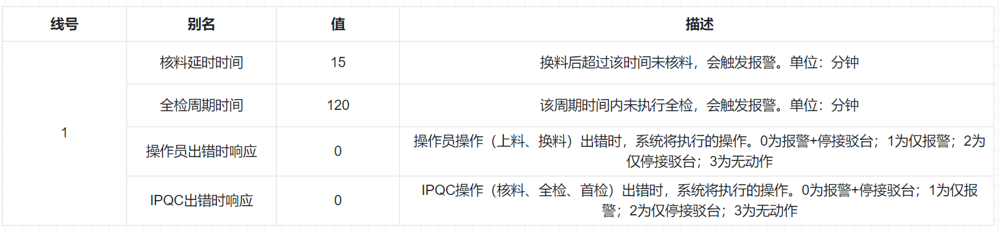 线号 别名 值 描述
核料延时时间 15 换料后超过该时间未核料，会触发报警。单位：分钟
全检周期时间 120 该周期时间内未执行全检，会触发报警。单位：分钟
1
操作员出错时响应 0 操作员操作（上料、换料）出错时，系统将执行的操作。0为报警+停接驳台；1为仅报警；2为
仅停接驳台；3为无动作
IPQC出错时响应 0 IPQC操作（核料、全检、首检）出错时，系统将执行的操作。0为报警+停接驳台；1为仅报
警；2为仅停接驳台；3为无动作